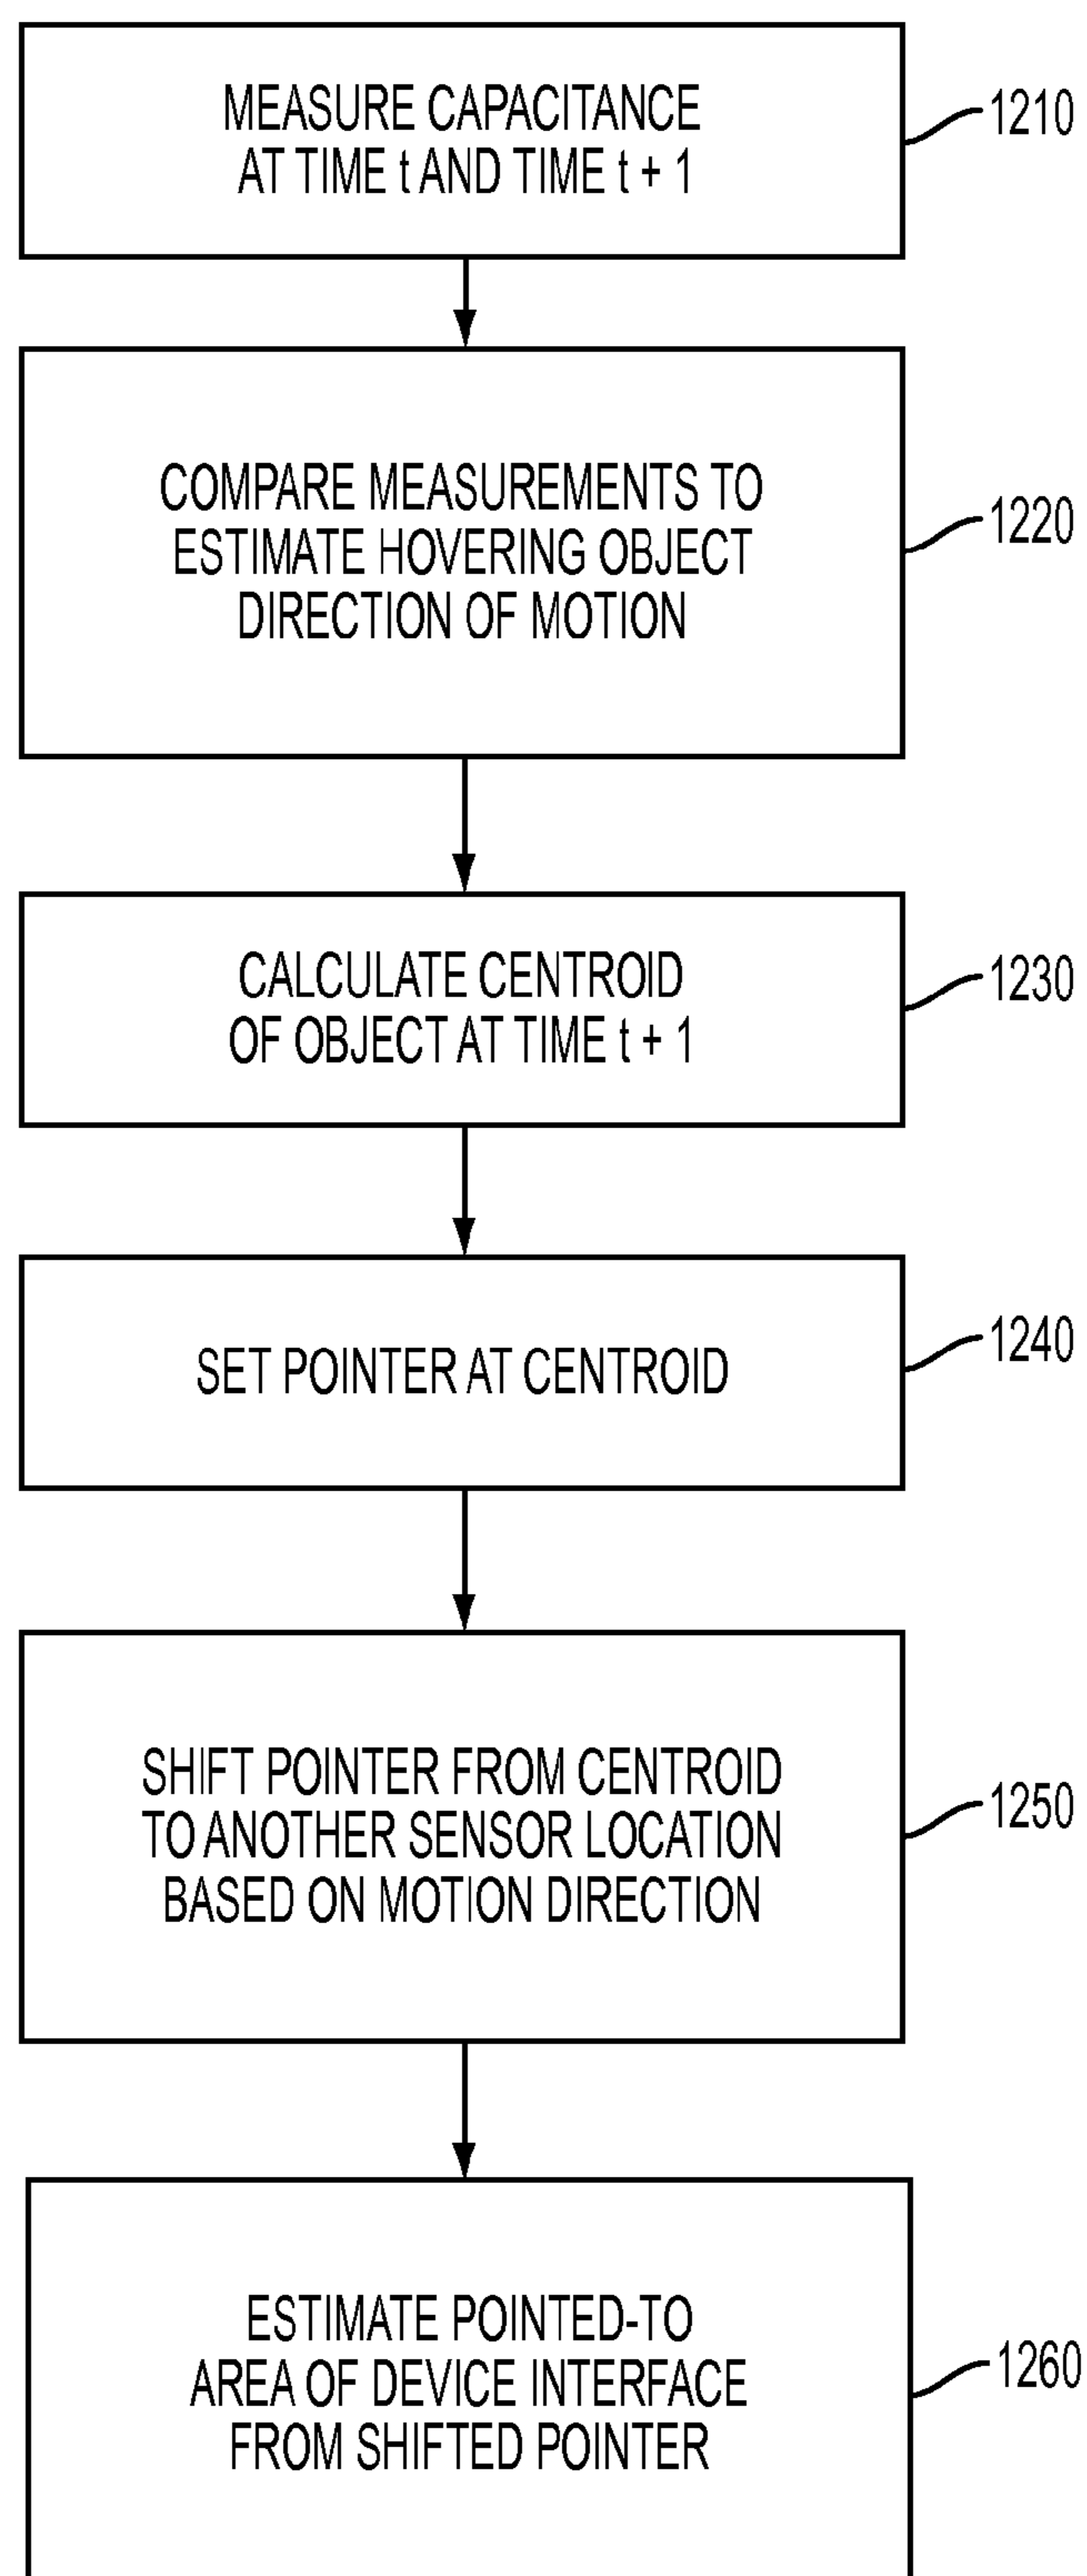 MEASURE CAPACITANCE
AT TIME t AND TIME t + 1
1210
COMPARE MEASUREMENTS TO
ESTIMATE HOVERING OBJECT
DIRECTION OF MOTION
1220
CALCULATE CENTROID
OF OBJECT AT TIME t + 1
1230
SET POINTER AT CENTROID
1240
SHIFT POINTER FROM CENTROID
TO ANOTHER SENSOR LOCATION
BASED ON MOTION DIRECTION
1250
ESTIMATE POINTED-TO
AREA OF DEVICE INTERFACE
FROM SHIFTED POINTER
1260